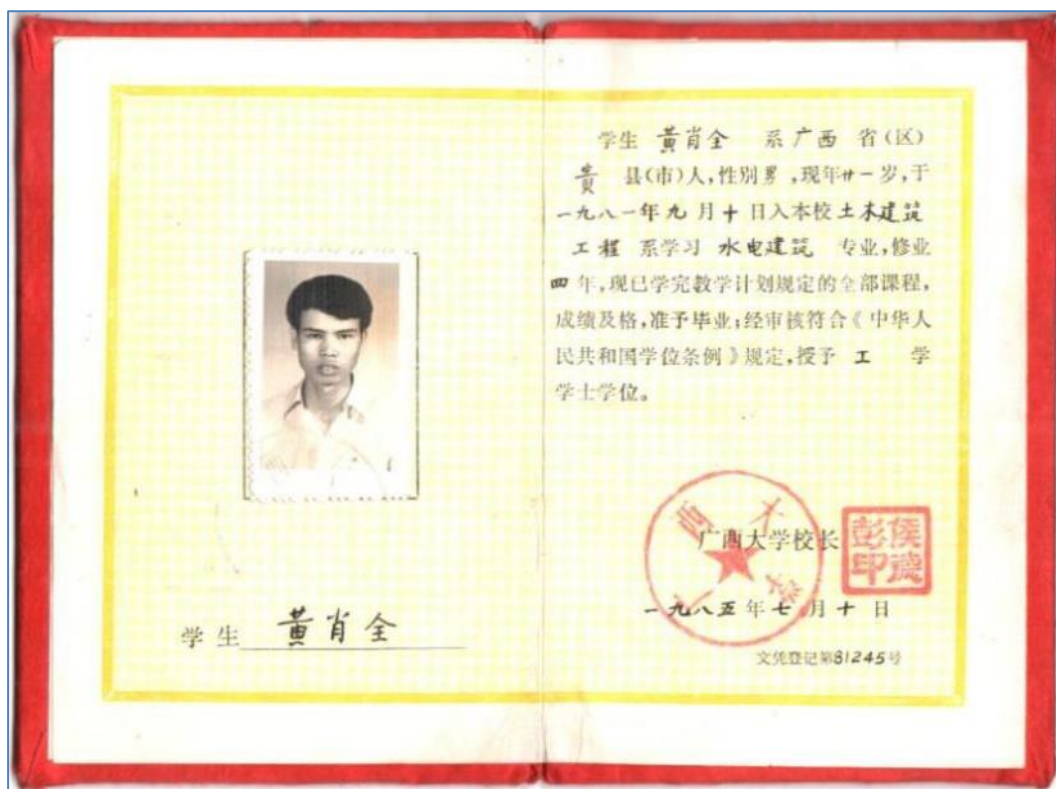 学生 黄肖全
学生 黄肖全 系广西 省(区)
贵 县(市)人,性别男,现年廿一岁,于
一九八一年九月十日入本校土木建筑
工程 系学习 水电建筑 专业,修业
四年,现已学完教学计划规定的全部课程,
成绩及格,准予毕业;经审核符合《中华人
民共和国学位条例》规定,授予 工 学
学士学位。
广西大学
广西大学校长
侯德彭印
一九八五年七月十日
文凭登记第81245号